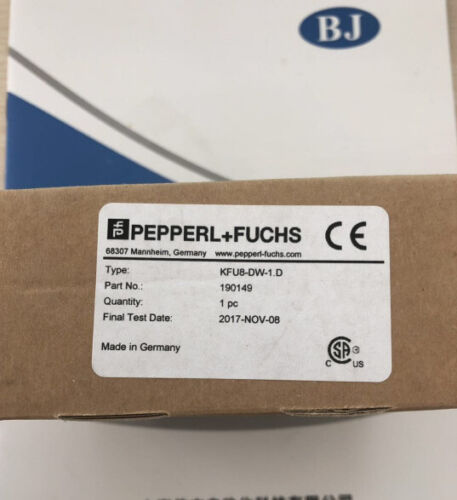 BJ
PEPPERL+FUCHS CE
68307 Mannheim, Germany www.pepperl-fuchs.com
Type: KFU8-DW-1.D
Part No.: 190149
Quantity: 1 pc
Final Test Date: 2017-NOV-08
Made in Germany
CSA
C US